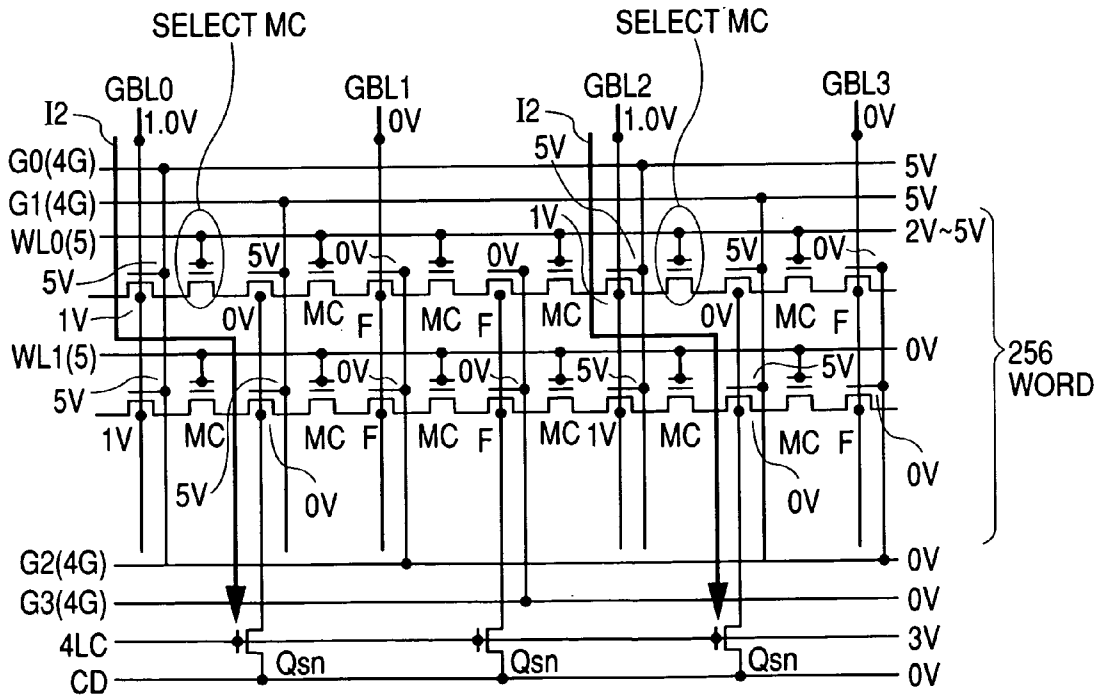 SELECT MC SELECT MC
GBL0 GBL1 GBL2 GBL3
I2 I2
1.0V 0V 1.0V 0V
G0(4G) 5V 5V
G1(4G) 5V
1V
WL0(5) 2V~5V
5V 5V 0V 0V 5V 0V
1V 0V MC F MC F MC 0V MC F
WL1(5) 0V
5V 5V 0V 0V 5V 5V
1V MC MC F MC F MC 1V MC MC F
5V 0V 0V 0V
256
WORD
G2(4G) 0V
G3(4G) 0V
4LC 3V
Qsn Qsn Qsn
CD 0V